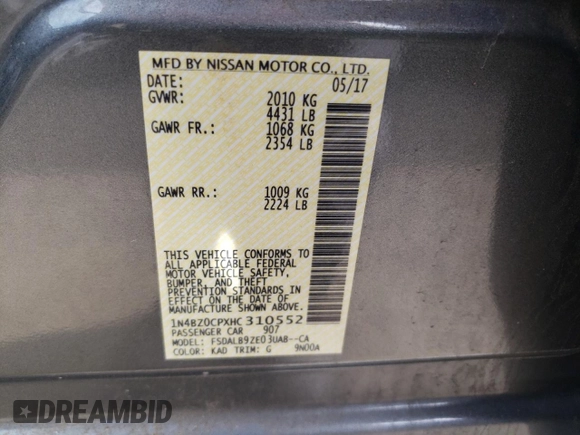 MFD BY NISSAN MOTOR CO., LTD.
DATE: 05/17
GVWR: 2010 KG
4431 LB
GAWR FR.: 1068 KG
2354 LB
GAWR RR.: 1009 KG
2224 LB
THIS VEHICLE CONFORMS TO
ALL APPLICABLE FEDERAL
MOTOR VEHICLE SAFETY,
BUMPER, AND THEFT
PREVENTION STANDARDS IN
EFFECT ON THE DATE OF
MANUFACTURE SHOWN ABOVE.
1N4BZ0CPXHC310552
PASSENGER CAR 907
MODEL: FSDALB9ZE03UAB--CA
COLOR: KAD TRIM: G 9N00A
DREAMBID